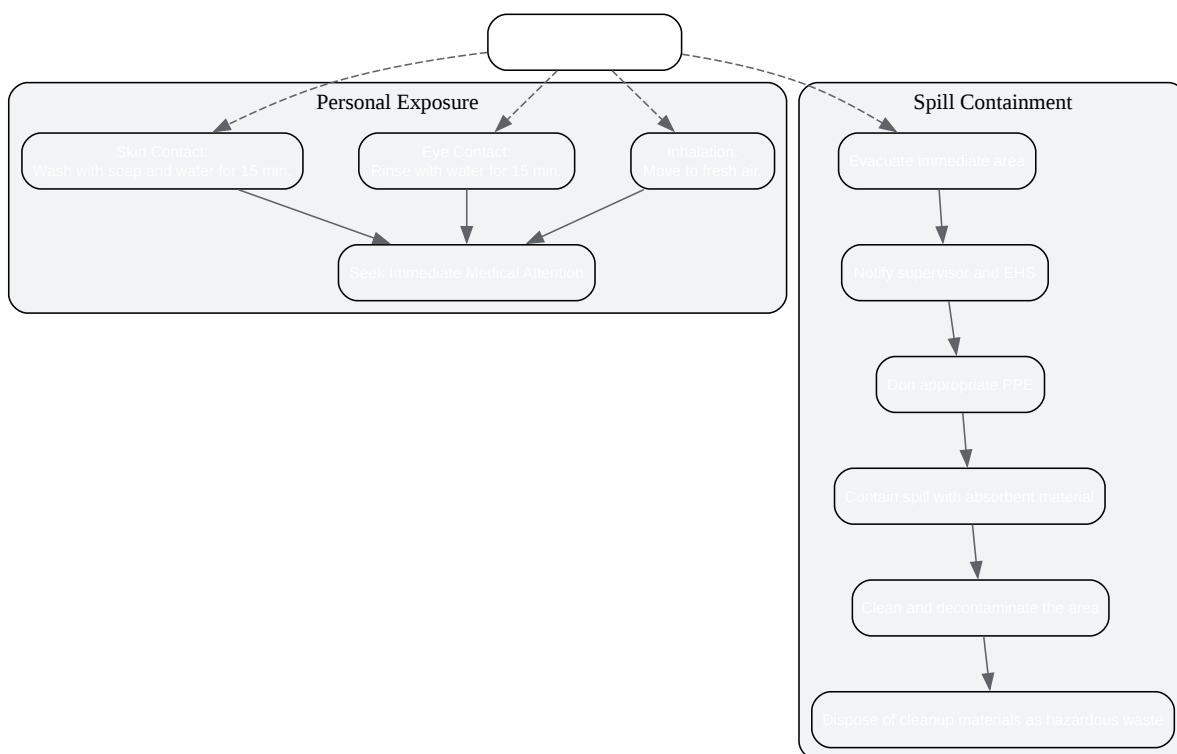 Personal Exposure
Spill Containment
Skin Contact:
Wash with soap and water for 15 min.
Eye Contact:
Rinse with water for 15 min.
Inhalation:
Move to fresh air.
Seek Immediate Medical Attention
Evacuate immediate area
Notify supervisor and EHS
Don appropriate PPE
Contain spill with absorbent material
Clean and decontaminate the area
Dispose of cleanup materials as hazardous waste